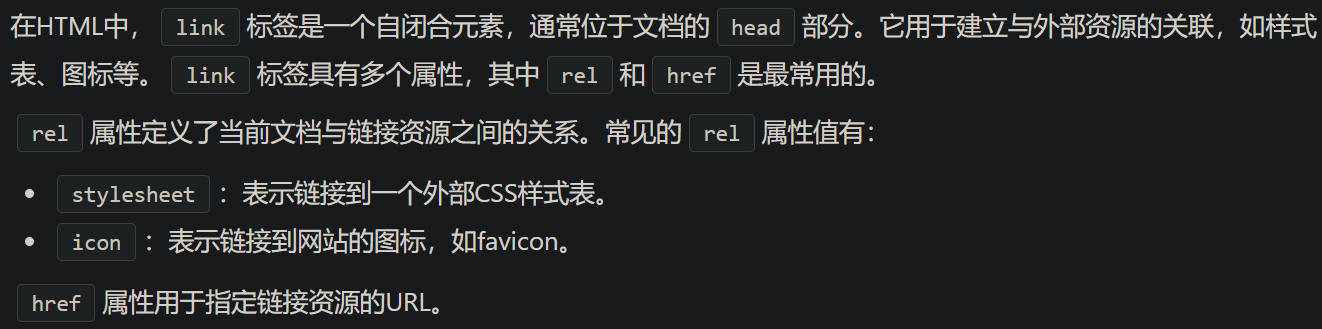 在HTML中， link 标签是一个自闭合元素，通常位于文档的 head 部分。它用于建立与外部资源的关联，如样式
表、图标等。 link 标签具有多个属性，其中 rel 和 href 是最常用的。
rel 属性定义了当前文档与链接资源之间的关系。常见的 rel 属性值有：
• stylesheet ：表示链接到一个外部CSS样式表。
• icon ：表示链接到网站的图标，如favicon。
href 属性用于指定链接资源的URL。